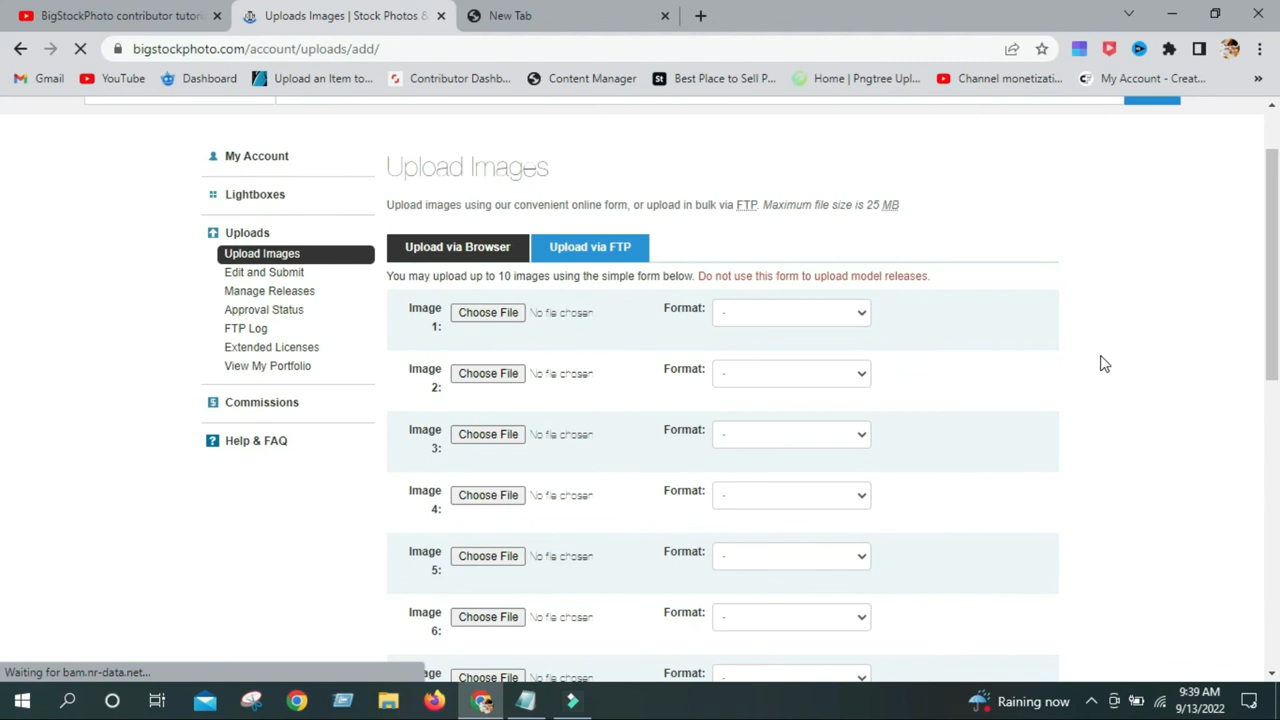 BigStockPhoto contributor tutori
Uploads Images | Stock Photos &
New Tab
bigstockphoto.com/account/uploads/add/
Gmail
YouTube
Dashboard
Upload an Item to...
Contributor Dashb...
Content Manager
Best Place to Sell P...
Home | Pngtree Upl...
Channel monetizati...
My Account - Creat...
»
My Account
Lightboxes
Uploads
Upload Images
Edit and Submit
Manage Releases
Approval Status
FTP Log
Extended Licenses
View My Portfolio
Commissions
Help & FAQ
Upload Images
Upload images using our convenient online form, or upload in bulk via FTP. Maximum file size is 25 MB
Upload via Browser
Upload via FTP
You may upload up to 10 images using the simple form below. Do not use this form to upload model releases.
Image 1:
Choose File No file chosen
Format: -
Image 2:
Choose File No file chosen
Format: -
Image 3:
Choose File No file chosen
Format: -
Image 4:
Choose File No file chosen
Format: -
Image 5:
Choose File No file chosen
Format: -
Image 6:
Choose File No file chosen
Format: -
age
Choose File No file chosen
Format: -
Waiting for bam.nr-data.net...
Raining now
9:39 AM
9/13/2022